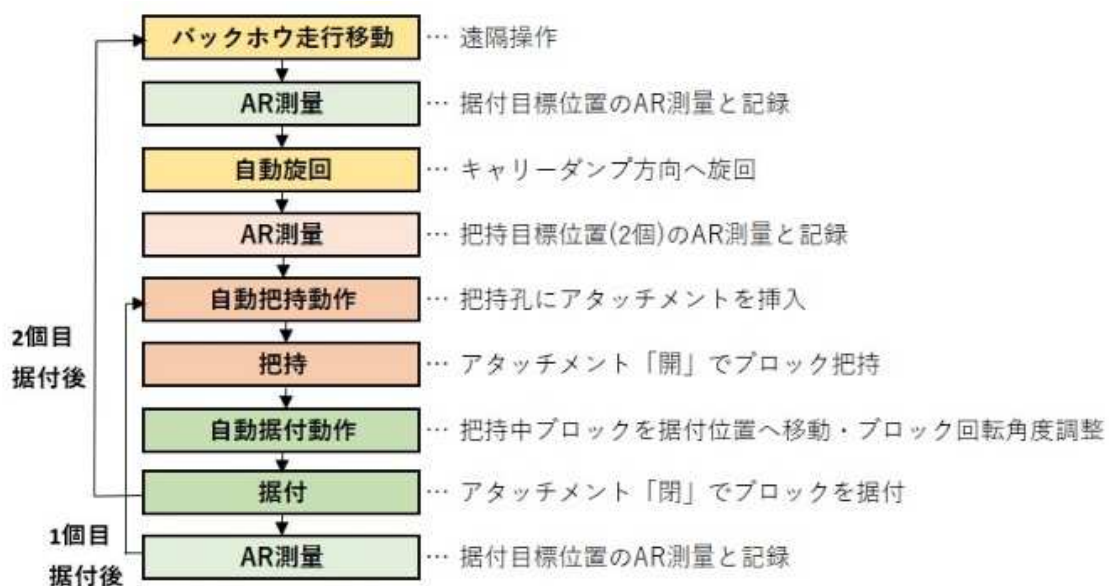 バックホウ走行移動 … 遠隔操作
AR測量 … 据付目標位置のAR測量と記録
自動旋回 … キャリーダンプ方向へ旋回
AR測量 … 把持目標位置(2個)のAR測量と記録
自動把持動作 … 把持孔にアタッチメントを挿入
把持 … アタッチメント「開」でブロック把持
自動据付動作 … 把持中ブロックを据付位置へ移動・ブロック回転角度調整
据付 … アタッチメント「閉」でブロックを据付
AR測量 … 据付目標位置のAR測量と記録
2個目
据付後
1個目
据付後